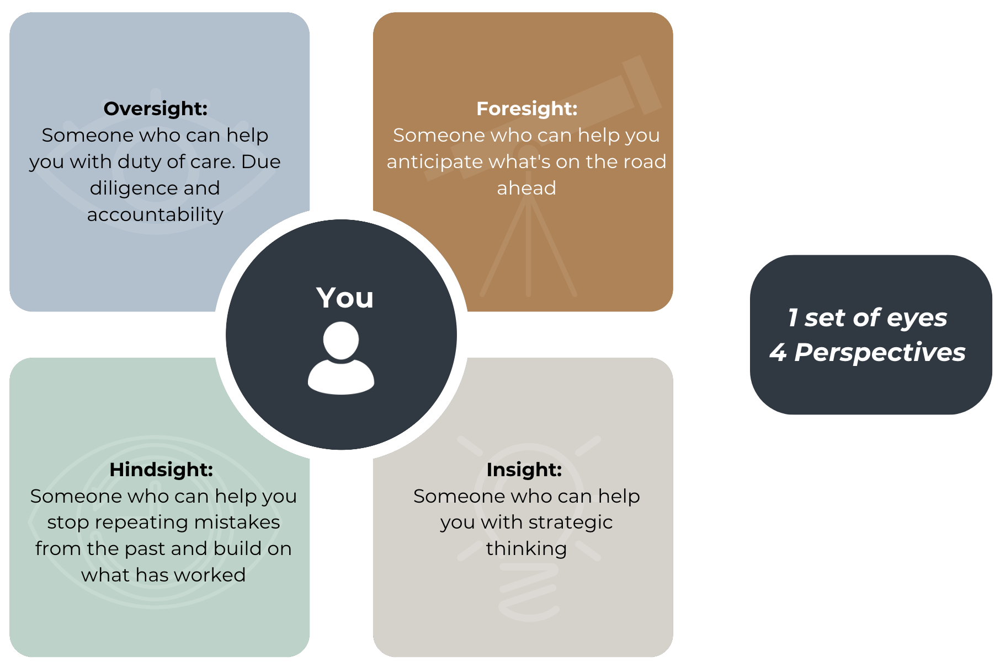 Oversight:
Someone who can help
you with duty of care. Due
diligence and
accountability
Foresight:
Someone who can help you
anticipate what's on the road
ahead
You
1 set of eyes
4 Perspectives
Hindsight:
Someone who can help you
stop repeating mistakes
from the past and build on
what has worked
Insight:
Someone who can help
you with strategic
thinking